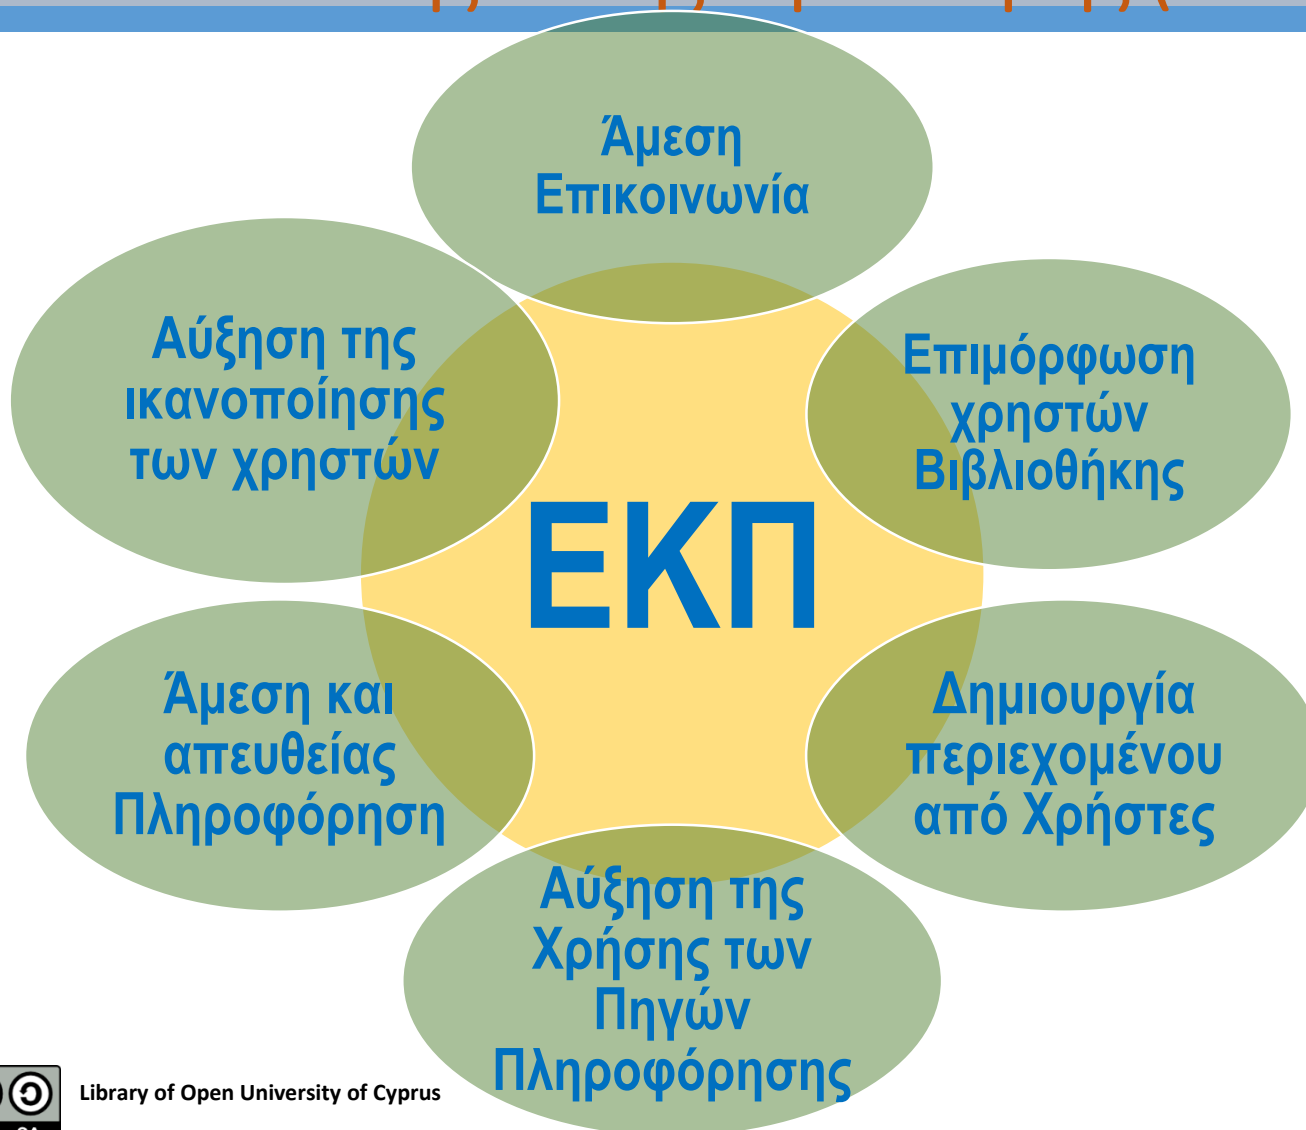 Άμεση
Επικοινωνία
Επιμόρφωση
χρηστών
Βιβλιοθήκης
Δημιουργία
περιεχομένου
από Χρήστες
Αύξηση της
Χρήσης των
Πηγών
Πληροφόρησης
Άμεση και
απευθείας
Πληροφόρηση
Αύξηση της
ικανοποίησης
των χρηστών
ΕΚΠ
Library of Open University of Cyprus